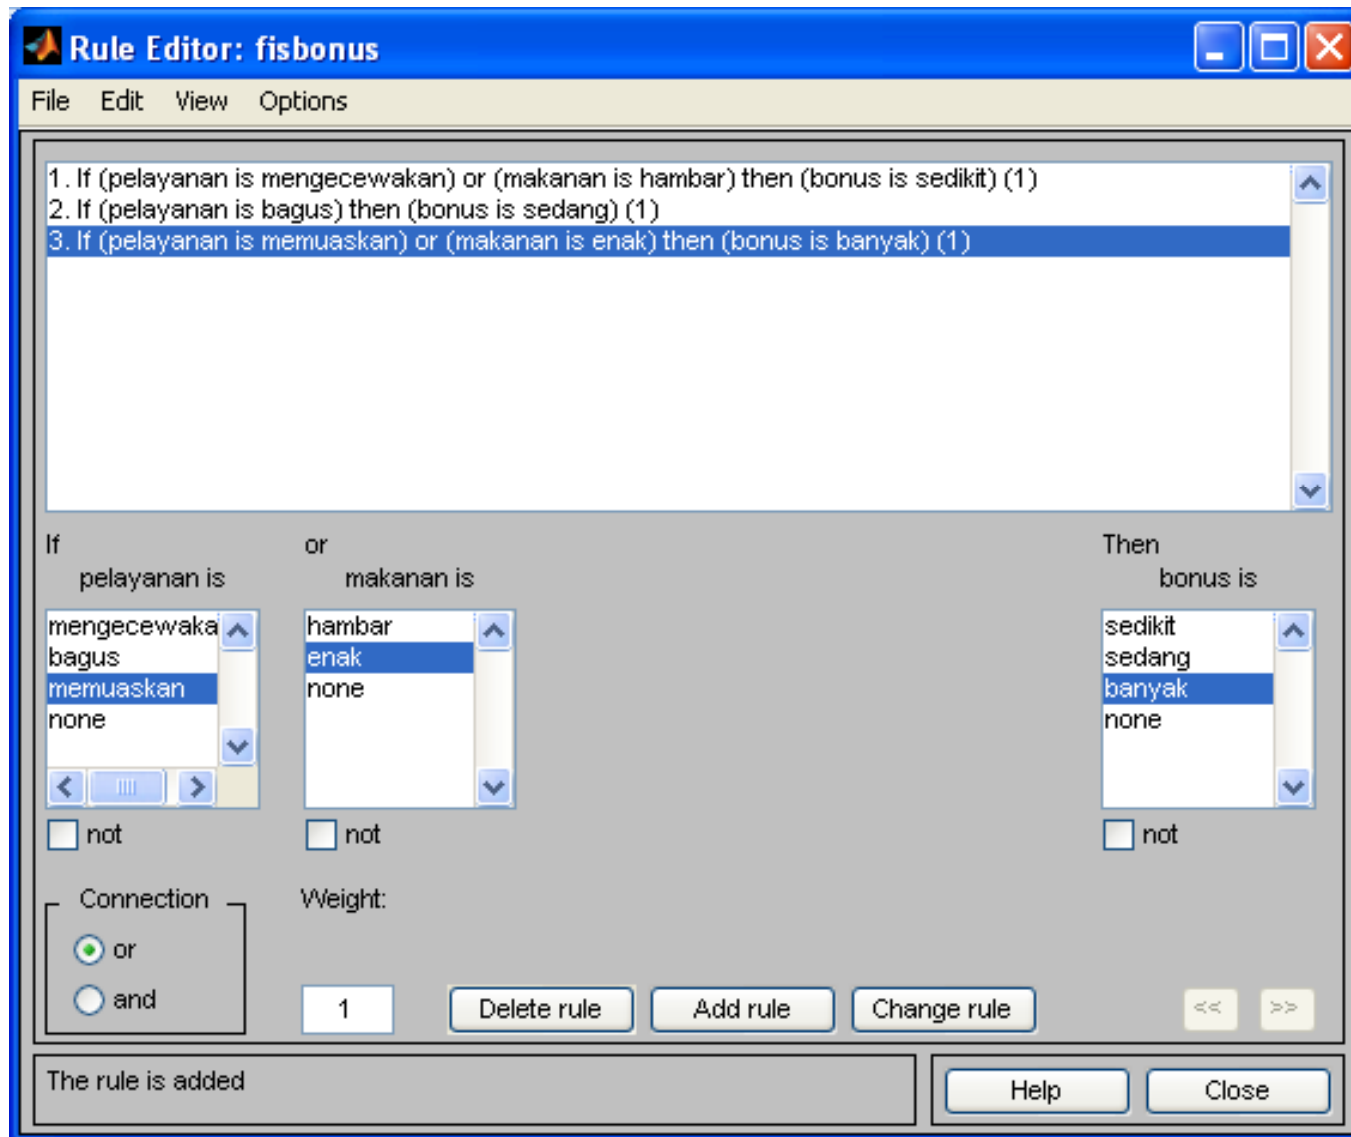 Rule Editor: fisbonus
File Edit View Options
1. If (pelayanan is mengecewakan) or (makanan is hambar) then (bonus is sedikit) (1)
2. If (pelayanan is bagus) then (bonus is sedang) (1)
3. If (pelayanan is memuaskan) or (makanan is enak) then (bonus is banyak) (1)
If or Then
pelayanan is makanan is bonus is
mengecewaka hambar sedikit
bagus enak sedang
memuaskan none banyak
none none
not not not
Connection Weight:
or
and 1 Delete rule Add rule Change rule << >>
The rule is added Help Close